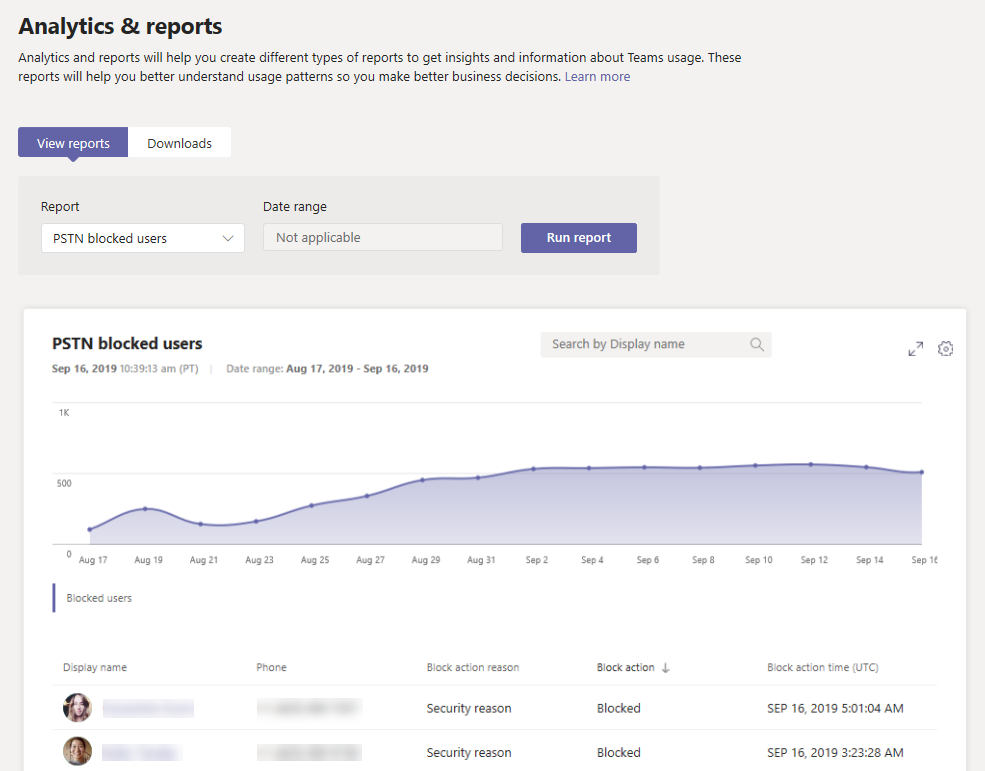 Analytics & reports
Analytics and reports will help you create different types of reports to get insights and information about Teams usage. These
reports will help you better understand usage patterns so you make better business decisions. Learn more
View reports Downloads
Report Date range
PSTN blocked users Not applicable Run report
PSTN blocked users Search by Display name
Sep 16, 2019 10:39:13 am (PT) | Date range: Aug 17, 2019 - Sep 16, 2019
1K
500
0
Aug 17 Aug 19 Aug 21 Aug 23 Aug 25 Aug 27 Aug 29 Aug 31 Sep 2 Sep 4 Sep 6 Sep 8 Sep 10 Sep 12 Sep 14 Sep 16
Blocked users
Display name Phone Block action reason Block action ↓ Block action time (UTC)
Security reason Blocked SEP 16, 2019 5:01:04 AM
Security reason Blocked SEP 16, 2019 3:23:28 AM